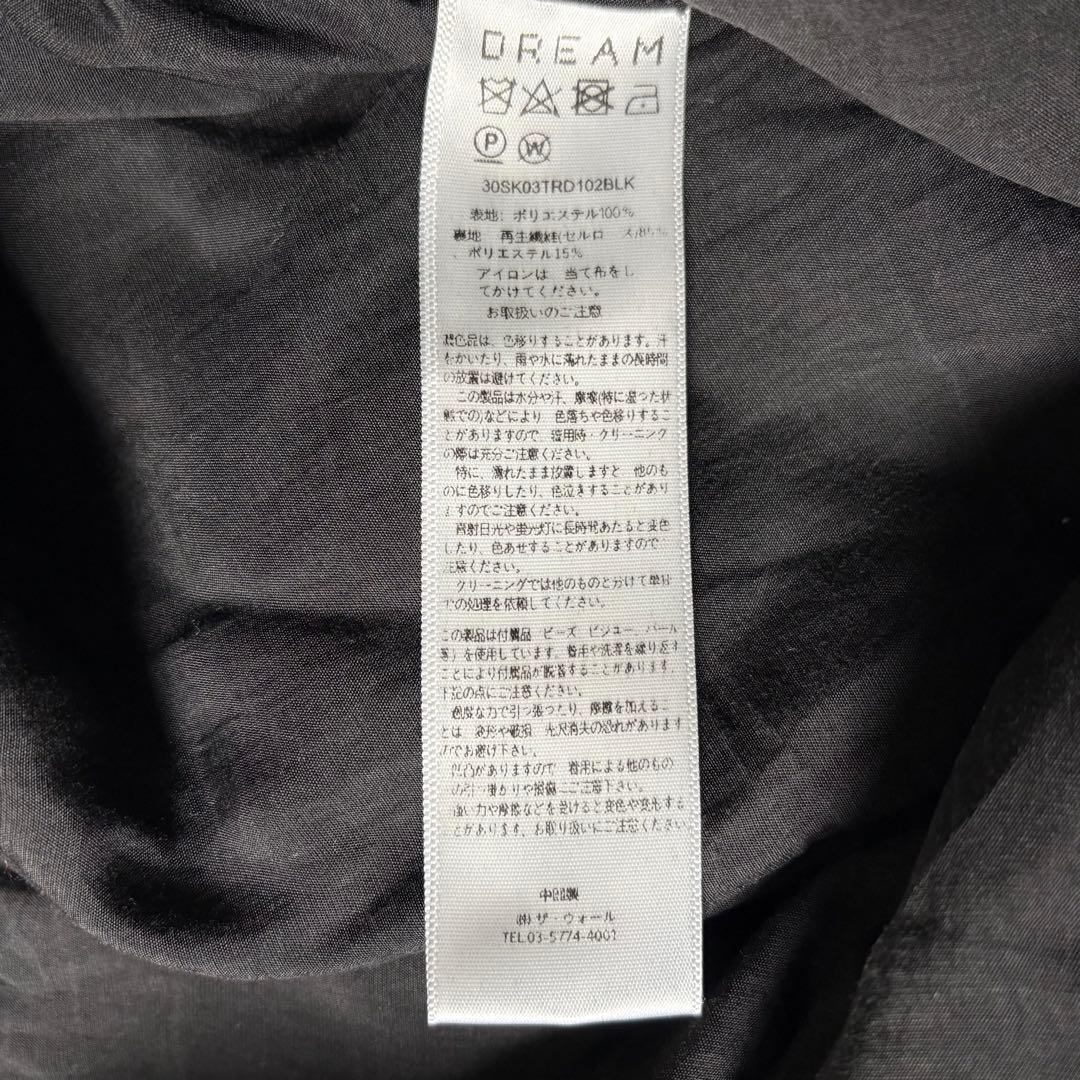 DREAM
P
W
30SK03TRD102BLK
表地: ポリエステル100%
裏地 再生繊維(セルロ
ポリエステル15%
アイロンは 当て布をし
てかけてください。
お取扱いのご注意
色品は、色移りすることがあります。汗
をかいたり、雨や水に濡れたままの長時間
の放置は避けてください。
この製品は水分や汗、摩擦(特に湿った状
態での)などにより 色落ちや色移りするこ
とがありますので 着用時・クリーニング
の際は充分ご注意ください。
特に、濡れたまま放置しますと 他のも
のに色移りしたり、色泣きすることがあり
ますのでご注意ください。
直射日光や蛍光灯に長時間あたると変色
したり、色あせすることがありますので
注意ください。
クリーニングでは他のものと分けて単独
での処理を依頼してください。
この製品は付属品 ビーズ ビジュー パール
等）を使用しています 着用や洗濯を繰り返す
ことにより付属品が脱落することがあります
下記の点にご注意ください。
過度な力で引っ張ったり、摩擦を加えるこ
とは 変形や破損 光沢消失の恐れがあります
のでお避け下さい。
凹凸がありますので 着用による他のもの
の引っ掛かりや損傷にご注意下さい。
強い力や摩擦などを受けると変色や変形する
とがあります。お取り扱いにご注意ください
中国製
㈱ ザ・ウォール
TEL 03-5774-4001